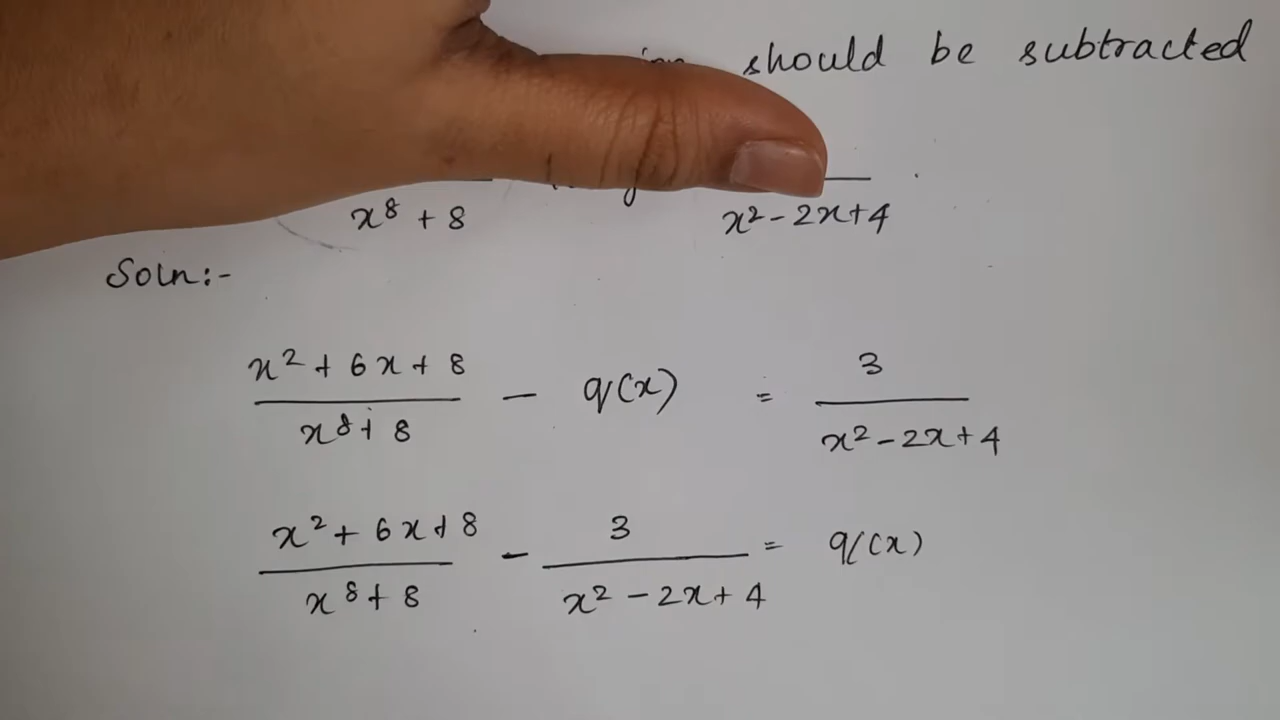 should be subtracted
x⁸ + 8 x² - 2x + 4 .
Soln:-
x² + 6x + 8 / x⁸ + 8 - q(x) = 3 / x² - 2x + 4
x² + 6x + 8 / x⁸ + 8 - 3 / x² - 2x + 4 = q(x)